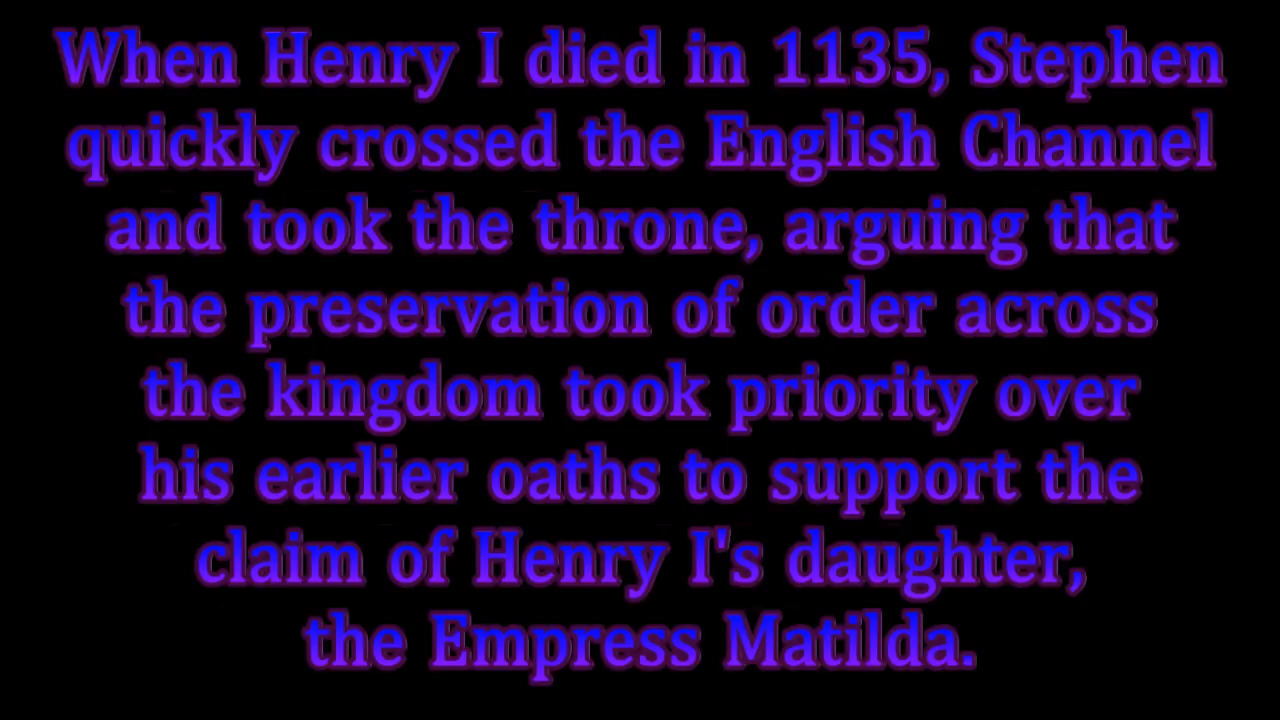 When Henry I died in 1135, Stephen
quickly crossed the English Channel
and took the throne, arguing that
the preservation of order across
the kingdom took priority over
his earlier oaths to support the
claim of Henry I's daughter,
the Empress Matilda.